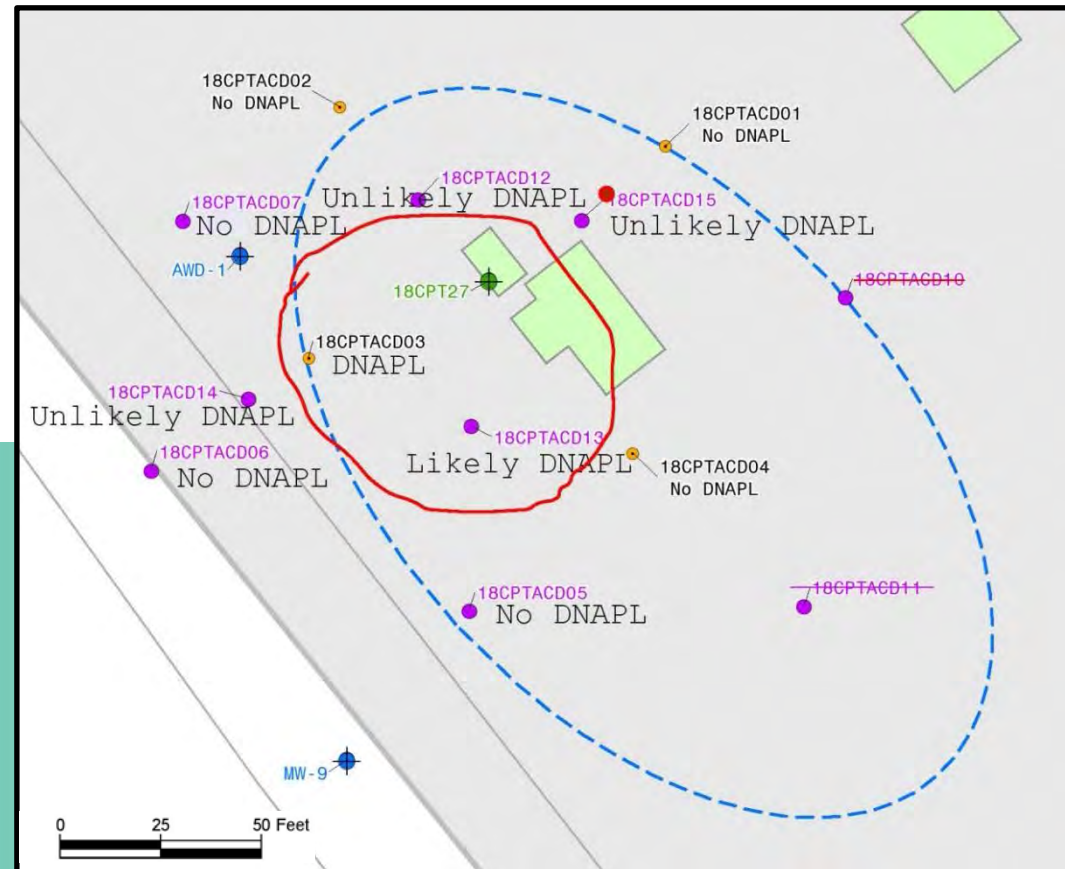 18CPTACD02
No DNAPL
18CPTACD01
No DNAPL
18CPTACD12
Unlikely DNAPL
18CPTACD07
No DNAPL
18CPTACD15
Unlikely DNAPL
AWD-1
18CPT27
18CPTACD10
18CPTACD03
DNAPL
18CPTACD14
Unlikely DNAPL
18CPTACD13
Likely DNAPL
18CPTACD06
No DNAPL
18CPTACD04
No DNAPL
18CPTACD05
No DNAPL
18CPTACD11
MW-9
0 25 50 Feet